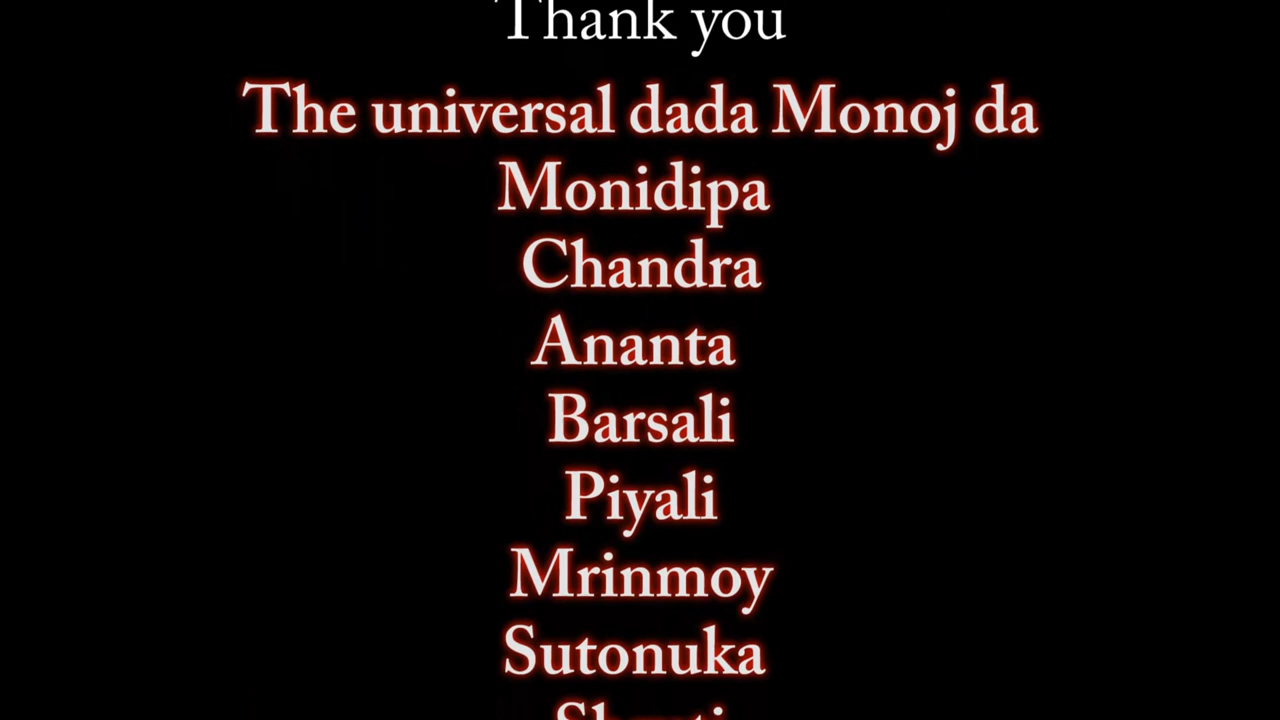 Thank you
The universal dada Monoj da
Monidipa
Chandra
Ananta
Barsali
Piyali
Mrinmoy
Sutonuka